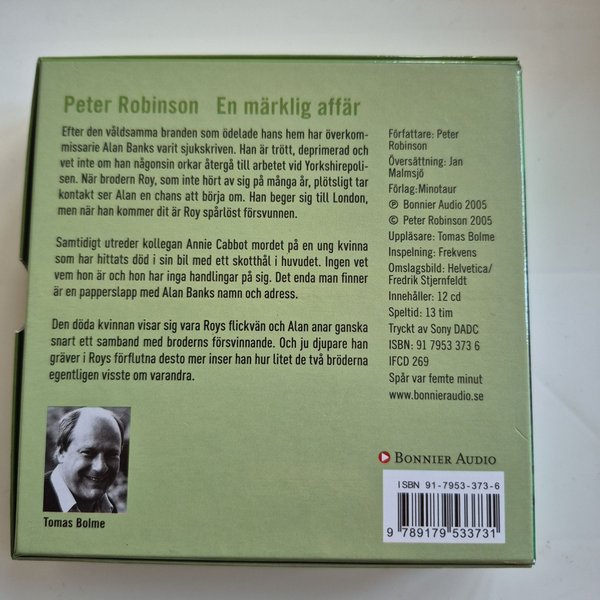 Peter Robinson En märklig affär
Efter den våldsamma branden som ödelade hans hem har överkom-
missarie Alan Banks varit sjukskriven. Han är trött, deprimerad och
vet inte om han någonsin orkar återgå till arbetet vid Yorkshirepoli-
sen. När brodern Roy, som inte hört av sig på många år, plötsligt tar
kontakt ser Alan en chans att börja om. Han beger sig till London,
men när han kommer dit är Roy spårlöst försvunnen.
Samtidigt utreder kollegan Annie Cabbot mordet på en ung kvinna
som har hittats död i sin bil med ett skotthål i huvudet. Ingen vet
vem hon är och hon har inga handlingar på sig. Det enda man finner
är en papperslapp med Alan Banks namn och adress.
Den döda kvinnan visar sig vara Roys flickvän och Alan anar ganska
snart ett samband med broderns försvinnande. Och ju djupare han
gräver i Roys förflutna desto mer inser han hur litet de två bröderna
egentligen visste om varandra.
Tomas Bolme
Författare: Peter
Robinson
Översättning: Jan
Malmsjö
Förlag:Minotaur
℗ Bonnier Audio 2005
© Peter Robinson 2005
Uppläsare: Tomas Bolme
Inspelning: Frekvens
Omslagsbild: Helvetica/
Fredrik Stjernfeldt
Innehåller: 12 cd
Speltid: 13 tim
Tryckt av Sony DADC
ISBN: 91 7953 373 6
IFCD 269
Spår var femte minut
www.bonnieraudio.se
BONNIER AUDIO
ISBN 91-7953-373-6
9 789179 533731